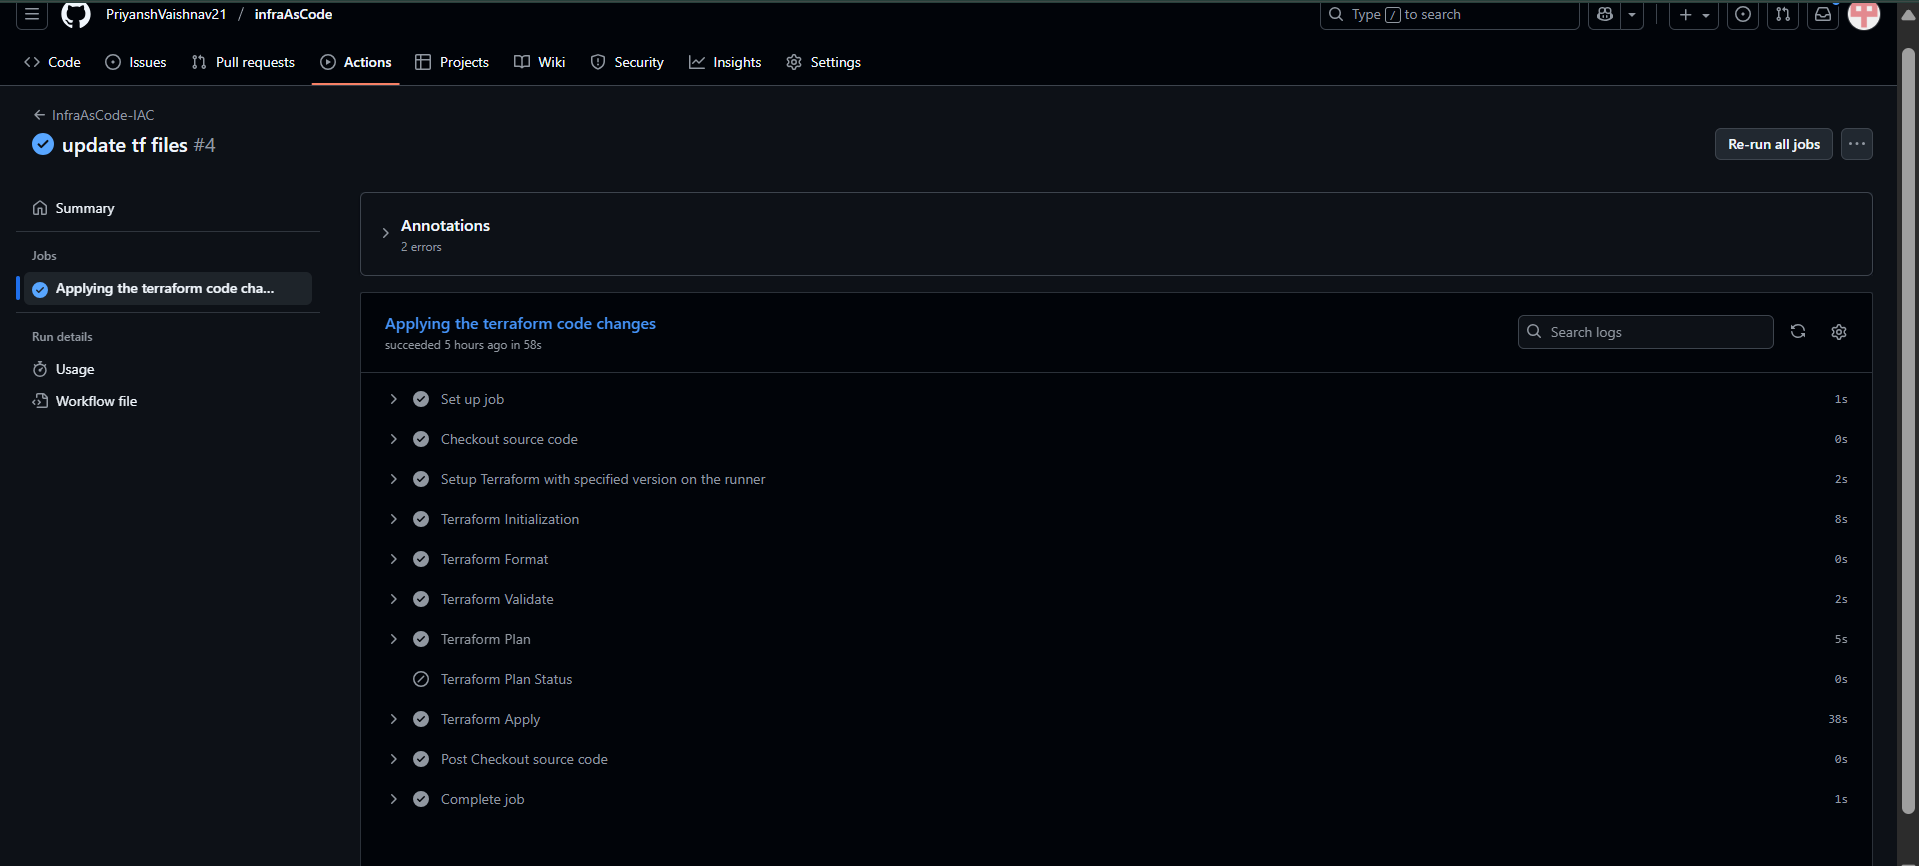 PriyanshVaishnav21 / infraAsCode
Type / to search
Code
Issues
Pull requests
Actions
Projects
Wiki
Security
Insights
Settings
InfraAsCode-IAC
update tf files #4
Re-run all jobs
Summary
Jobs
Applying the terraform code cha...
Run details
Usage
Workflow file
Annotations
2 errors
Applying the terraform code changes
succeeded 5 hours ago in 58s
Search logs
Set up job 1s
Checkout source code 0s
Setup Terraform with specified version on the runner 2s
Terraform Initialization 8s
Terraform Format 0s
Terraform Validate 2s
Terraform Plan 5s
Terraform Plan Status 0s
Terraform Apply 38s
Post Checkout source code 0s
Complete job 1s